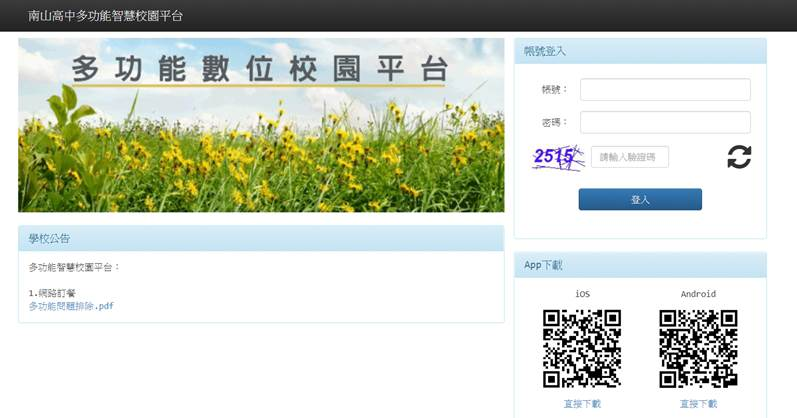 南山高中多功能智慧校園平台
多功能數位校園平台
學校公告
多功能智慧校園平台：
1.網路訂餐
多功能問題排除.pdf
帳號登入
帳號：
密碼：
2515
請輸入驗證碼
登入
App下載
iOS
Android
直接下載
直接下載